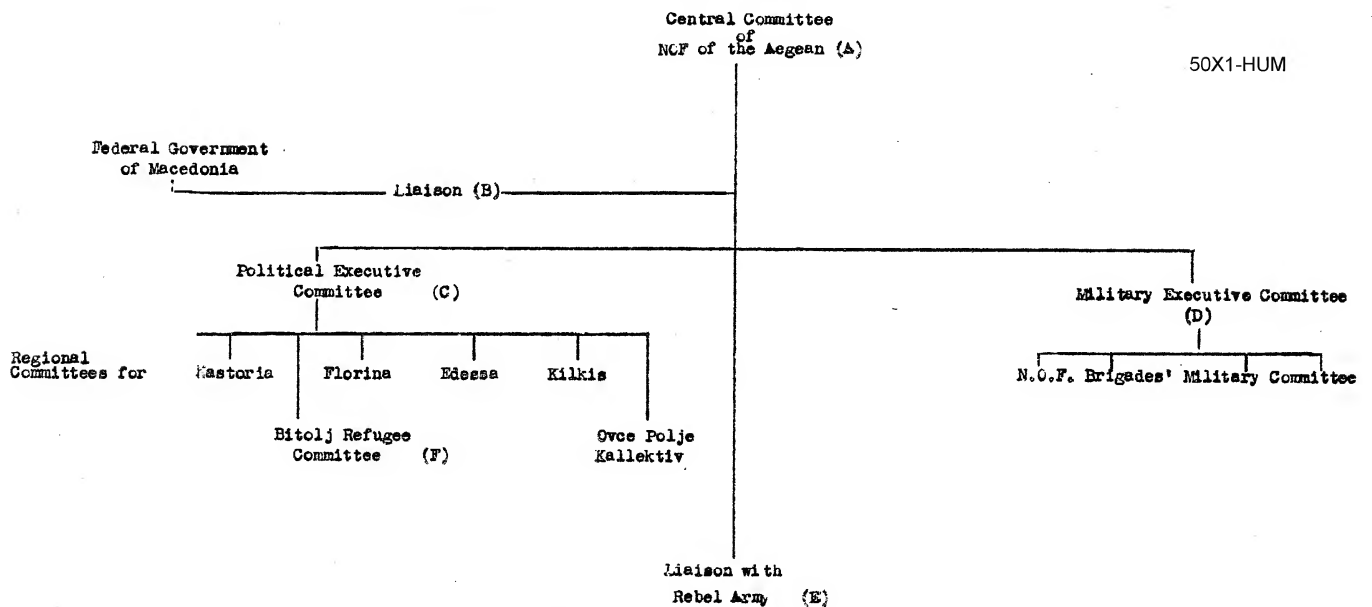 Central Committee
of
NOF of the Aegean (A)
50X1-HUM
Federal Government
of Macedonia
Liaison (B)
Political Executive
Committee (C)
Military Executive Committee
(D)
Regional
Committees for
Kastoria
Florina
Edessa
Kilkis
N.O.F. Brigades' Military Committee
Bitolj Refugee
Committee (F)
Ovce Polje
Kallektiv
Liaison with
Rebel Army (E)